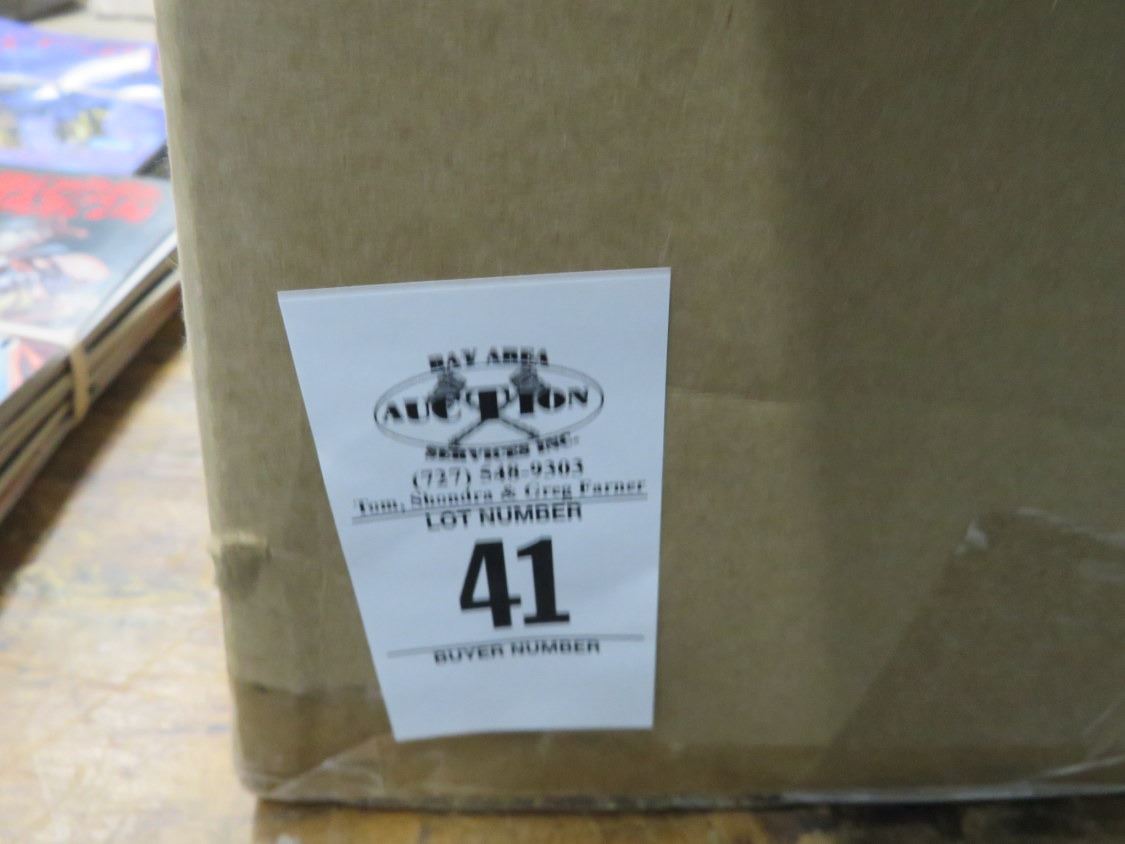 BAY AREA
AUCTION
SERVICES INC.
(727) 548-9303
Tom, Shondra & Greg Farner
LOT NUMBER
41
BUYER NUMBER